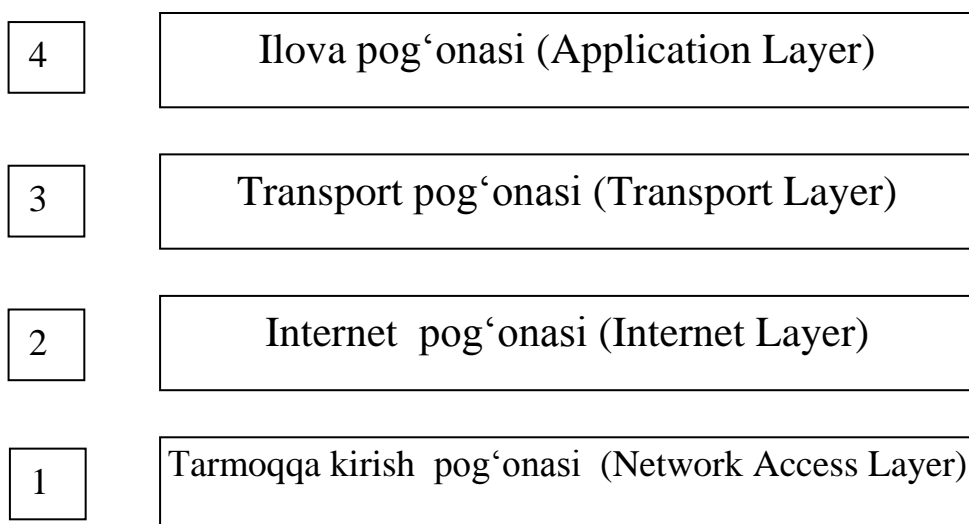 4 Ilova pog‘onasi (Application Layer)
3 Transport pog‘onasi (Transport Layer)
2 Internet pog‘onasi (Internet Layer)
1 Tarmoqqa kirish pog‘onasi (Network Access Layer)